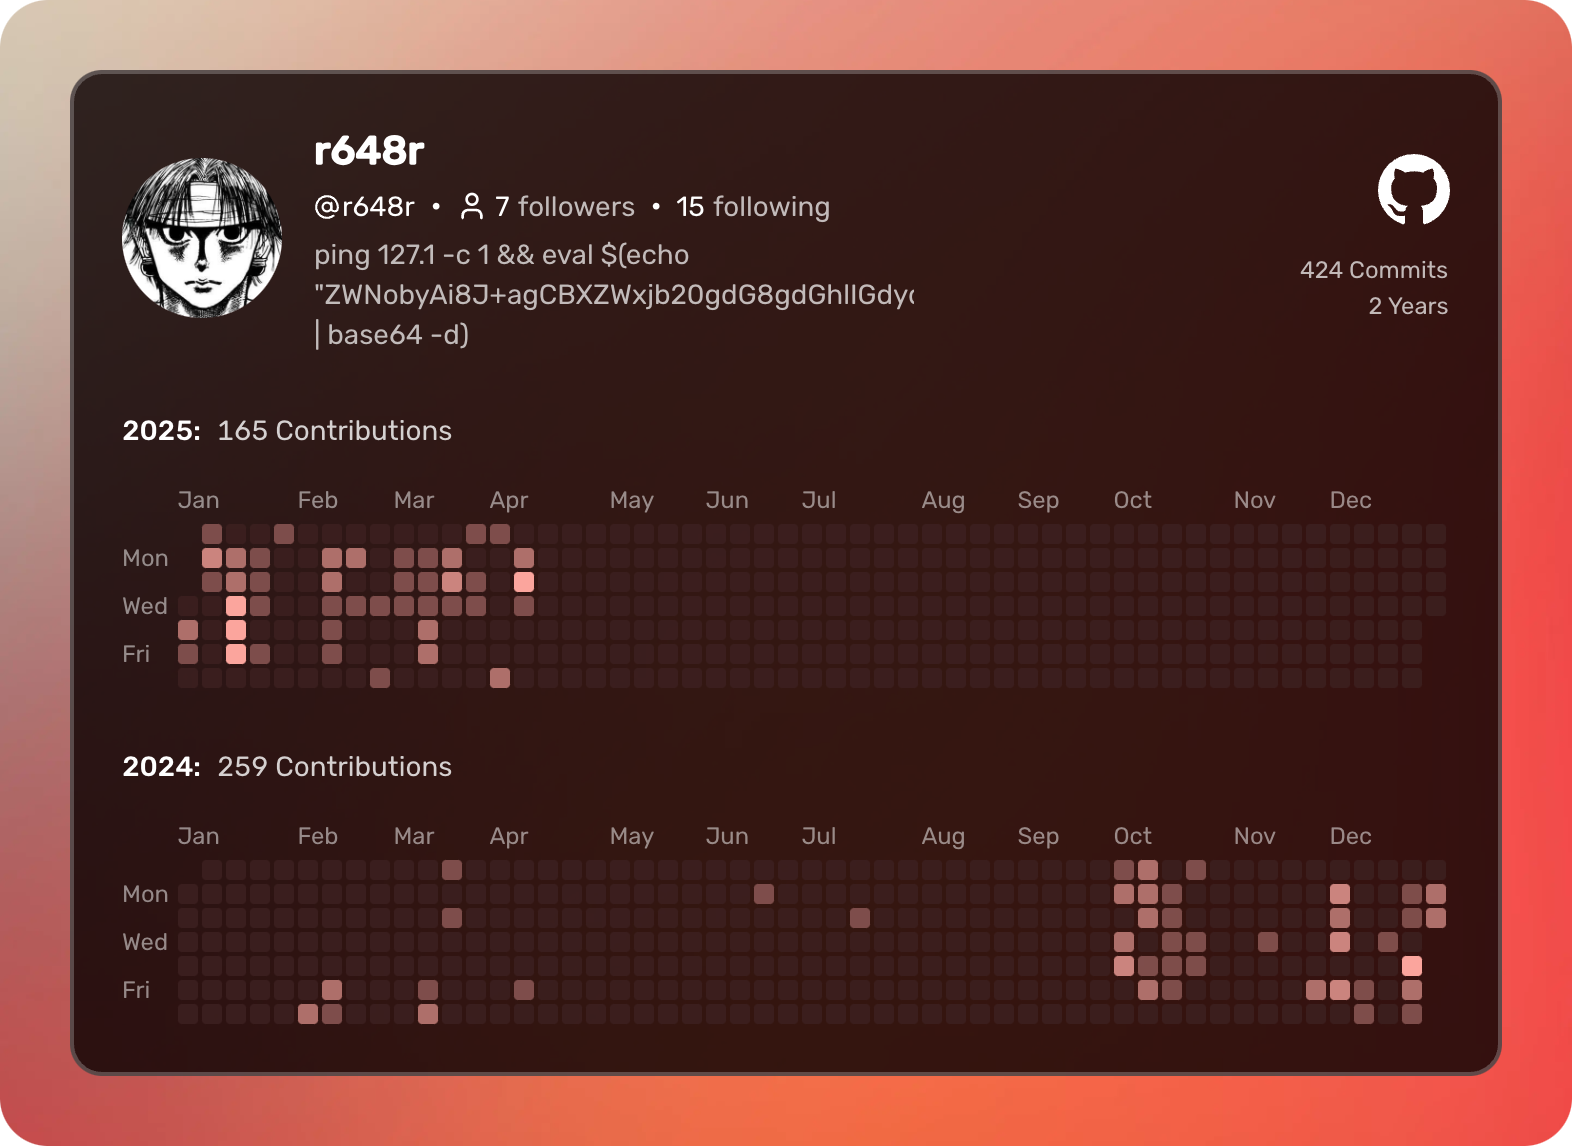 r648r
@r648r • 7 followers • 15 following
ping 127.1 -c 1 && eval $(echo
"ZWNobyAi8J+agCBXZWxjb20gdG8gdGhlIGdy
| base64 -d)
424 Commits
2 Years
2025: 165 Contributions
Jan Feb Mar Apr May Jun Jul Aug Sep Oct Nov Dec
Mon
Wed
Fri
2024: 259 Contributions
Jan Feb Mar Apr May Jun Jul Aug Sep Oct Nov Dec
Mon
Wed
Fri